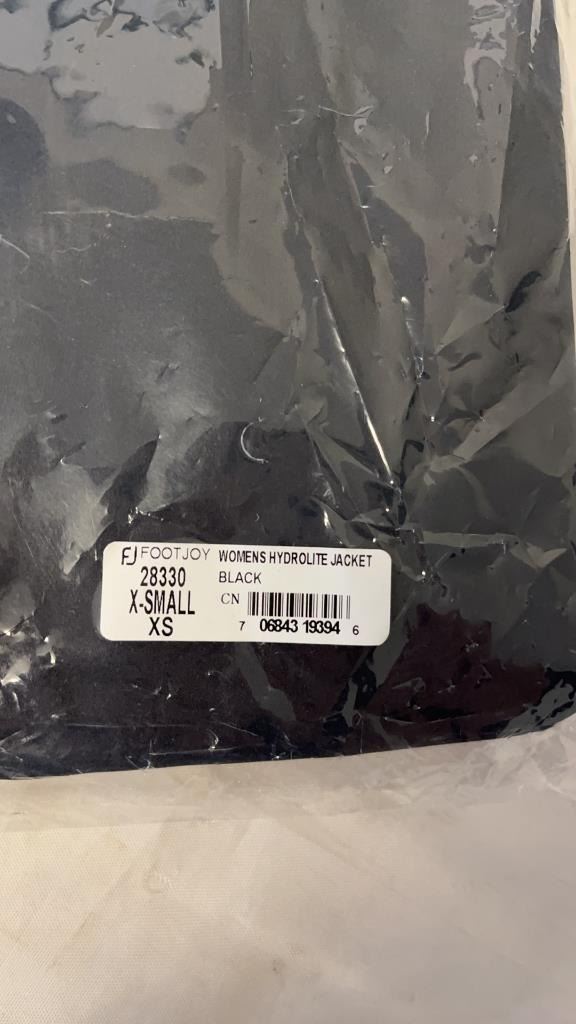 FJ FOOTJOY WOMENS HYDROLITE JACKET
28330 BLACK
X-SMALL CN
XS 7 06843 19394 6